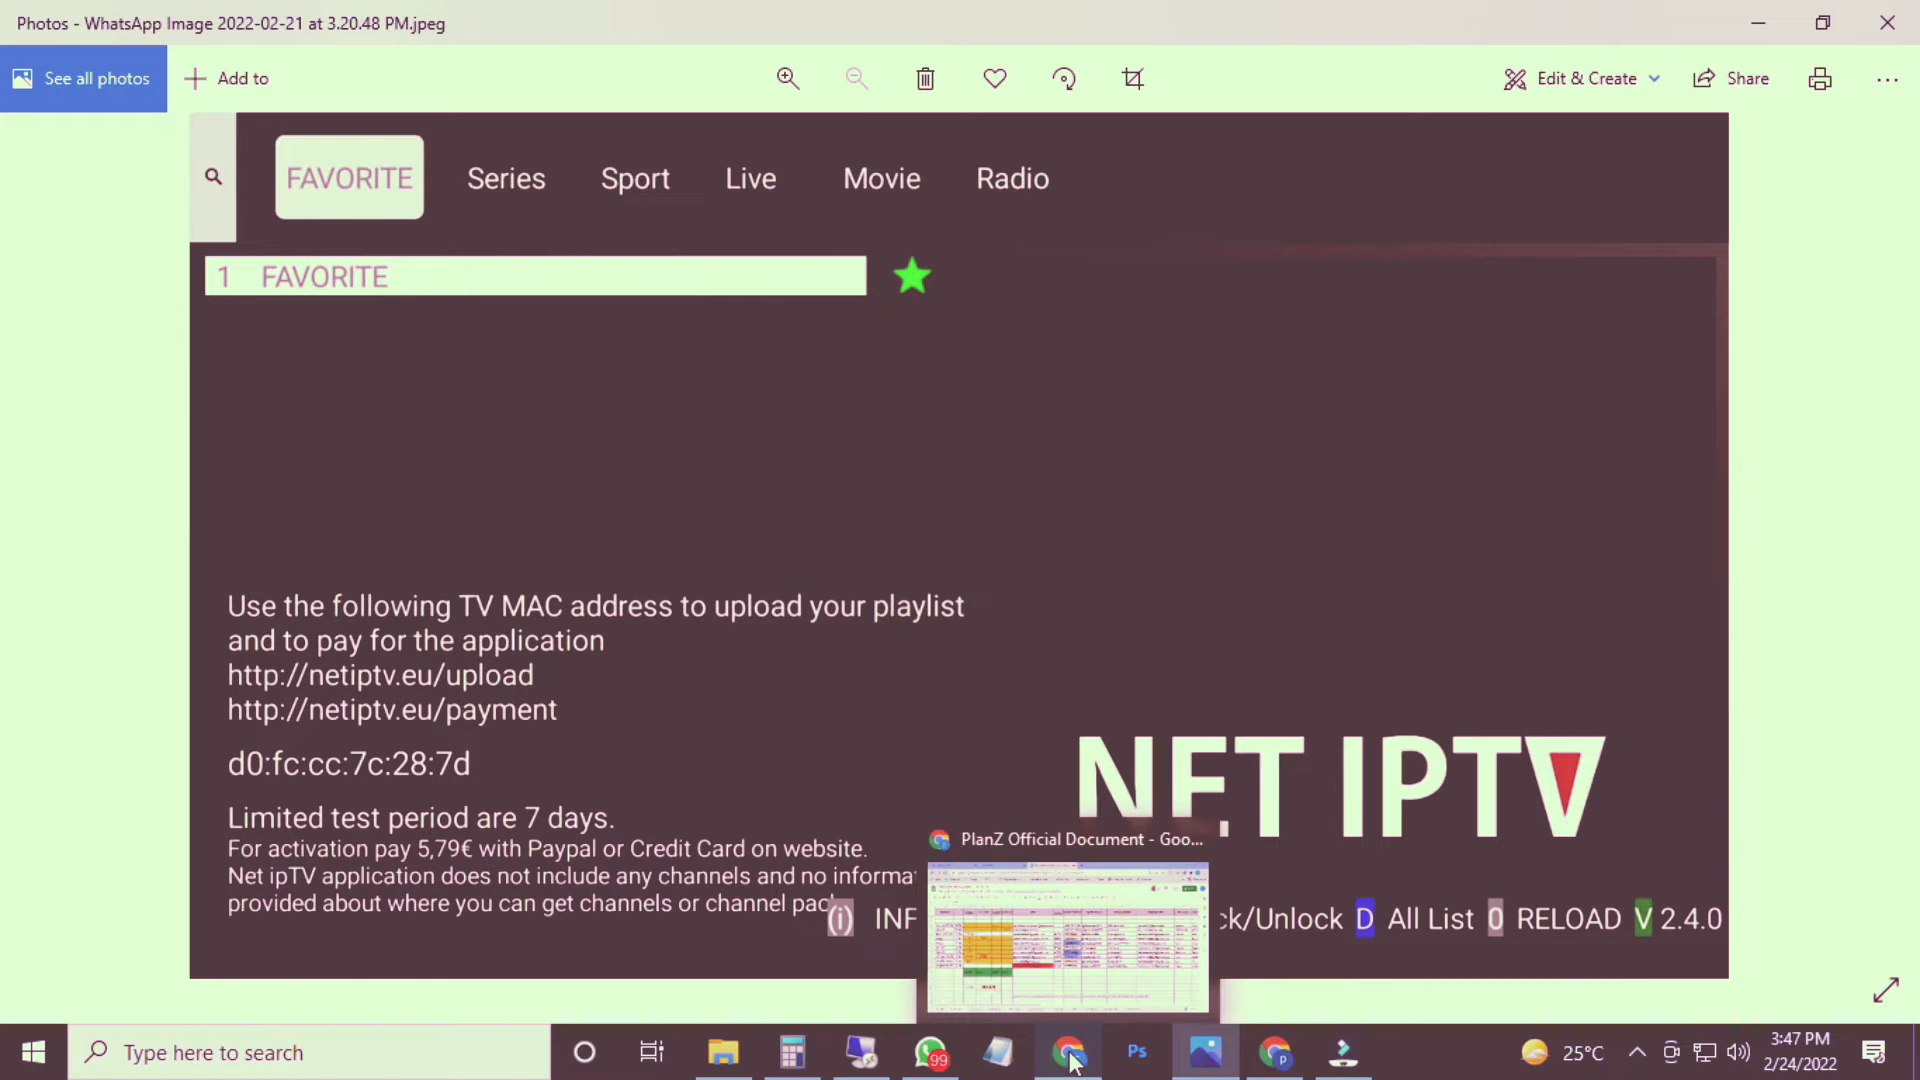 Photos - WhatsApp Image 2022-02-21 at 3.20.48 PM.jpeg
See all photos
Add to
Edit & Create
Share
FAVORITE Series Sport Live Movie Radio
1 FAVORITE
Use the following TV MAC address to upload your playlist
and to pay for the application
http://netiptv.eu/upload
http://netiptv.eu/payment
d0:fc:cc:7c:28:7d
Limited test period are 7 days.
For activation pay 5,79€ with Paypal or Credit Card on website.
Net ipTV application does not include any channels and no informat
provided about where you can get channels or channel pac
NET IPTV
PlanZ Official Document - Goo...
(i) INF ck/Unlock D All List 0 RELOAD V 2.4.0
Type here to search
99
Ps
p
25°C
3:47 PM
2/24/2022